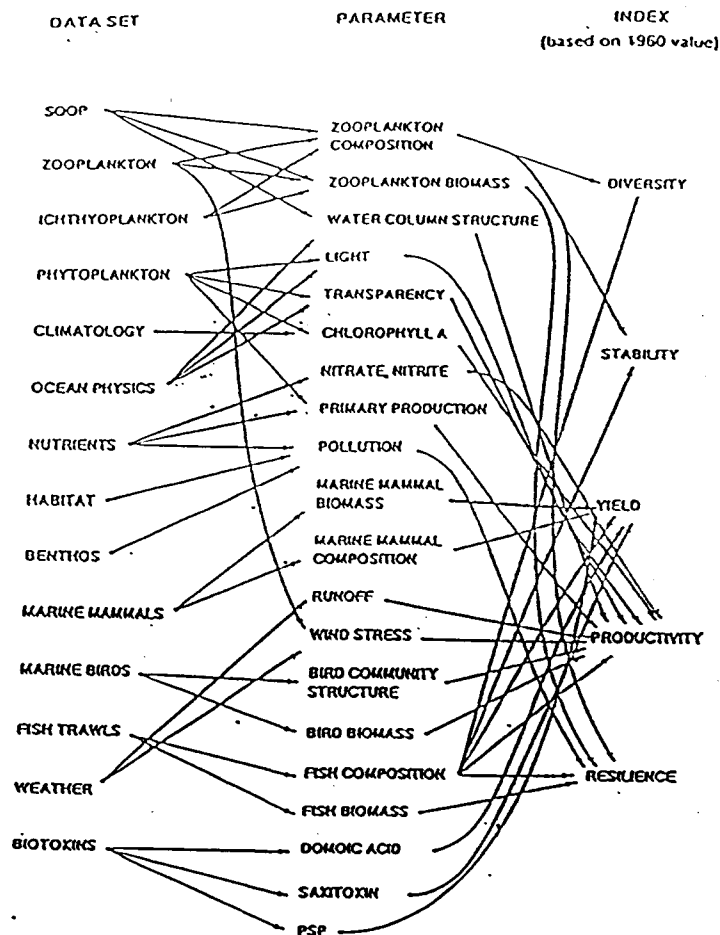 DATA SET
PARAMETER
INDEX
(based on 1960 value)
SOOP
ZOOPLANKTON
ICHTHYOPLANKTON
PHYTOPLANKTON
CLIMATOLOGY
OCEAN PHYSICS
NUTRIENTS
HABITAT
BENTHOS
MARINE MAMMALS
MARINE BIRDS
FISH TRAWLS
WEATHER
BIOTOXINS
ZOOPLANKTON
COMPOSITION
ZOOPLANKTON BIOMASS
WATER COLUMN STRUCTURE
LIGHT
TRANSPARENCY
CHLOROPHYLL A
NITRATE, NITRITE
PRIMARY PRODUCTION
POLLUTION
MARINE MAMMAL
BIOMASS
MARINE MAMMAL
COMPOSITION
RUNOFF
WIND STRESS
BIRD COMMUNITY
STRUCTURE
BIRD BIOMASS
FISH COMPOSITION
FISH BIOMASS
DOMOIC ACID
SAXITOXIN
PSP
DIVERSITY
STABILITY
YIELD
PRODUCTIVITY
RESILIENCE